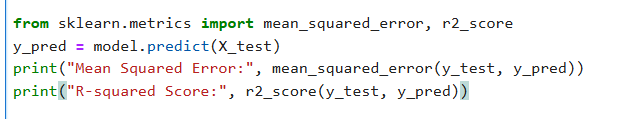 from sklearn.metrics import mean_squared_error, r2_score
y_pred = model.predict(X_test)
print("Mean Squared Error:", mean_squared_error(y_test, y_pred))
print("R-squared Score:", r2_score(y_test, y_pred))